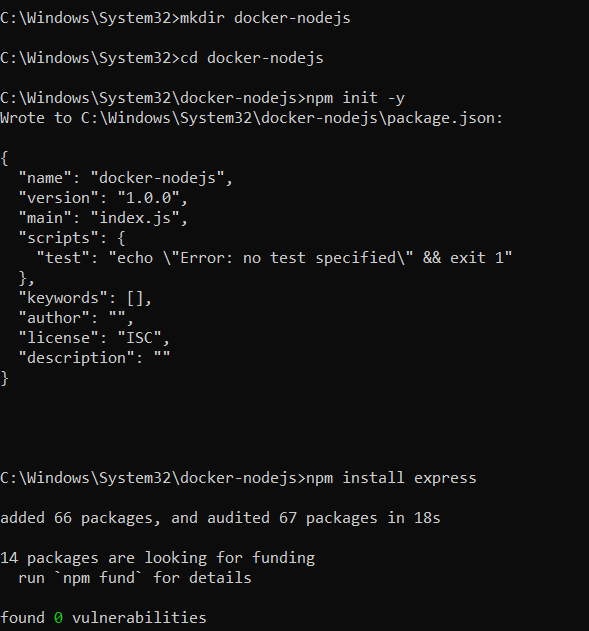 C:\Windows\System32>mkdir docker-nodejs
C:\Windows\System32>cd docker-nodejs
C:\Windows\System32\docker-nodejs>npm init -y
Wrote to C:\Windows\System32\docker-nodejs\package.json:
{
  "name": "docker-nodejs",
  "version": "1.0.0",
  "main": "index.js",
  "scripts": {
    "test": "echo \"Error: no test specified\" && exit 1"
  },
  "keywords": [],
  "author": "",
  "license": "ISC",
  "description": ""
}
C:\Windows\System32\docker-nodejs>npm install express
added 66 packages, and audited 67 packages in 18s
14 packages are looking for funding
  run `npm fund` for details
found 0 vulnerabilities